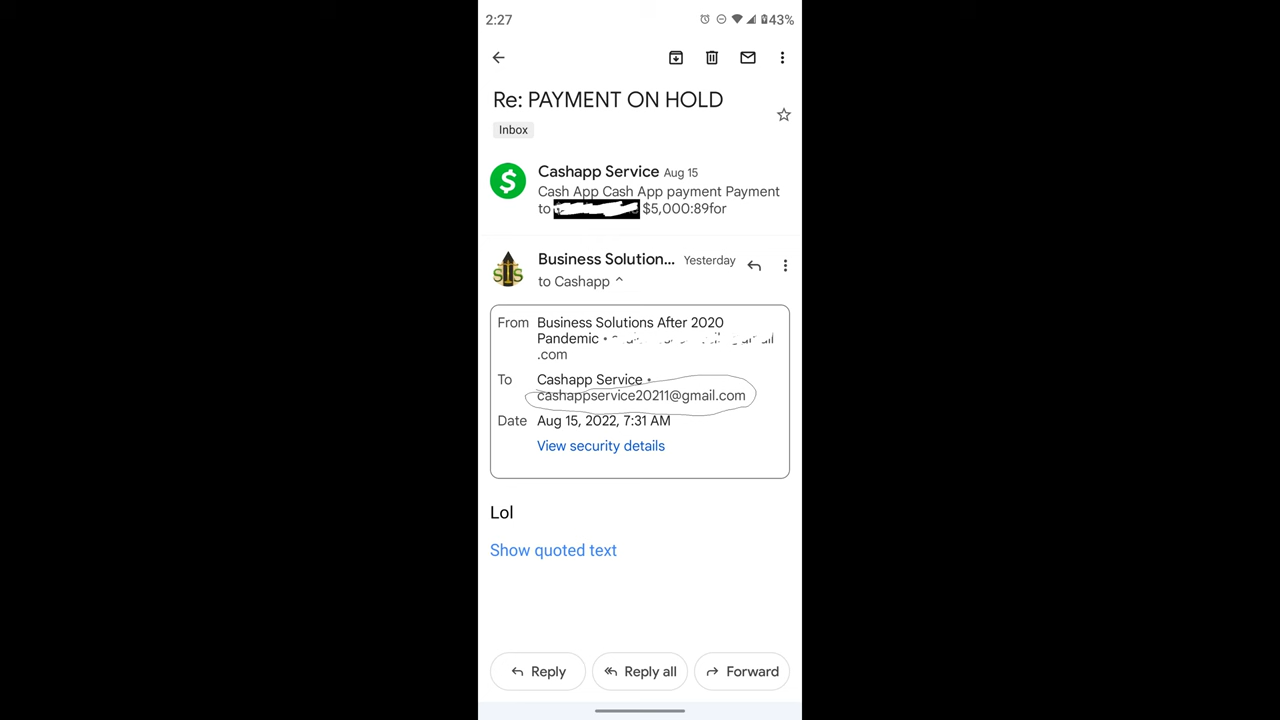 2:27 43%
Re: PAYMENT ON HOLD
Inbox
Cashapp Service Aug 15
Cash App Cash App payment Payment
to $5,000:89for
Business Solution... Yesterday
to Cashapp
From Business Solutions After 2020
Pandemic •
.com
To Cashapp Service •
cashappservice20211@gmail.com
Date Aug 15, 2022, 7:31 AM
View security details
Lol
Show quoted text
Reply Reply all Forward